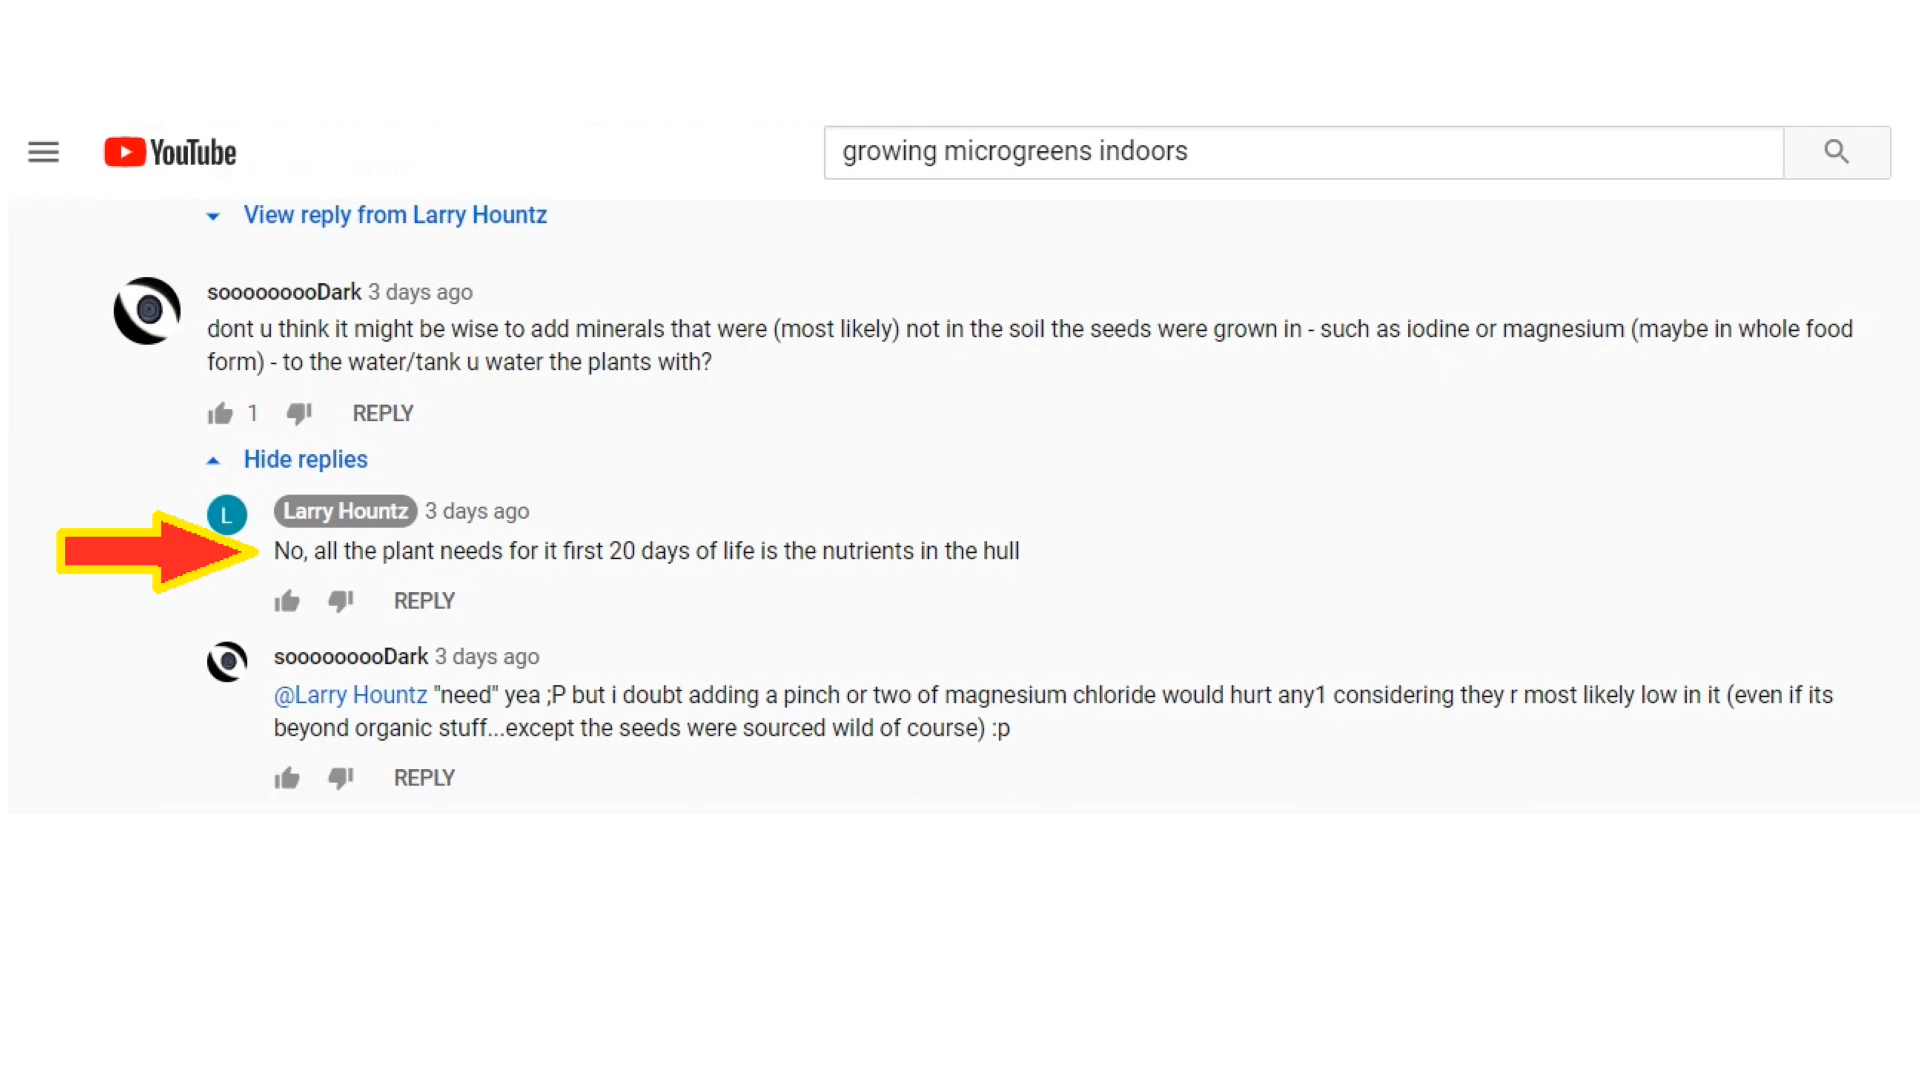 YouTube
growing microgreens indoors
View reply from Larry Hountz
sooooooooDark 3 days ago
dont u think it might be wise to add minerals that were (most likely) not in the soil the seeds were grown in - such as iodine or magnesium (maybe in whole food
form) - to the water/tank u water the plants with?
1 REPLY
Hide replies
L Larry Hountz 3 days ago
No, all the plant needs for it first 20 days of life is the nutrients in the hull
REPLY
sooooooooDark 3 days ago
@Larry Hountz "need" yea ;P but i doubt adding a pinch or two of magnesium chloride would hurt any1 considering they r most likely low in it (even if its
beyond organic stuff...except the seeds were sourced wild of course) :p
REPLY